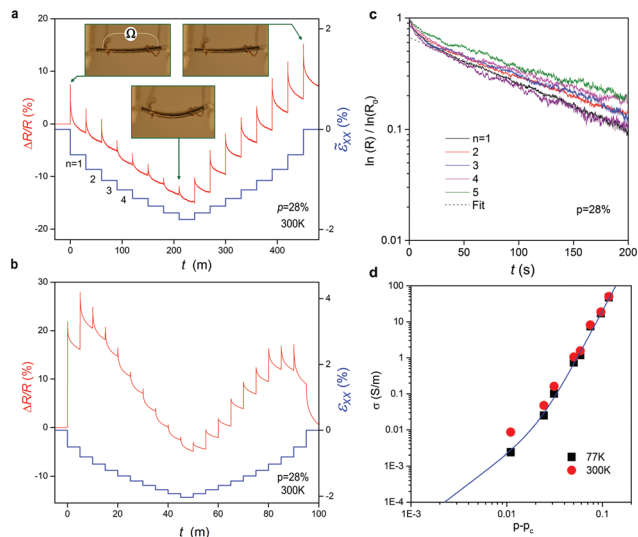 a
Ω
20
10
0
-10
-20
ΔR/R (%)
0
-2
ε̃XX (%)
n=1
2
3
4
p=28%
300K
0
100
200
300
400
t (m)
b
30
20
10
0
-10
ΔR/R (%)
4
2
0
-2
εXX (%)
p=28%
300K
0
20
40
60
80
100
t (m)
c
1
0.1
0.01
ln (R) / ln(R₀)
n=1
2
3
4
5
Fit
p=28%
0
50
100
150
200
t (s)
d
100
10
1
0.1
0.01
1E-3
1E-4
σ (S/m)
77K
300K
1E-3
0.01
0.1
p-pc